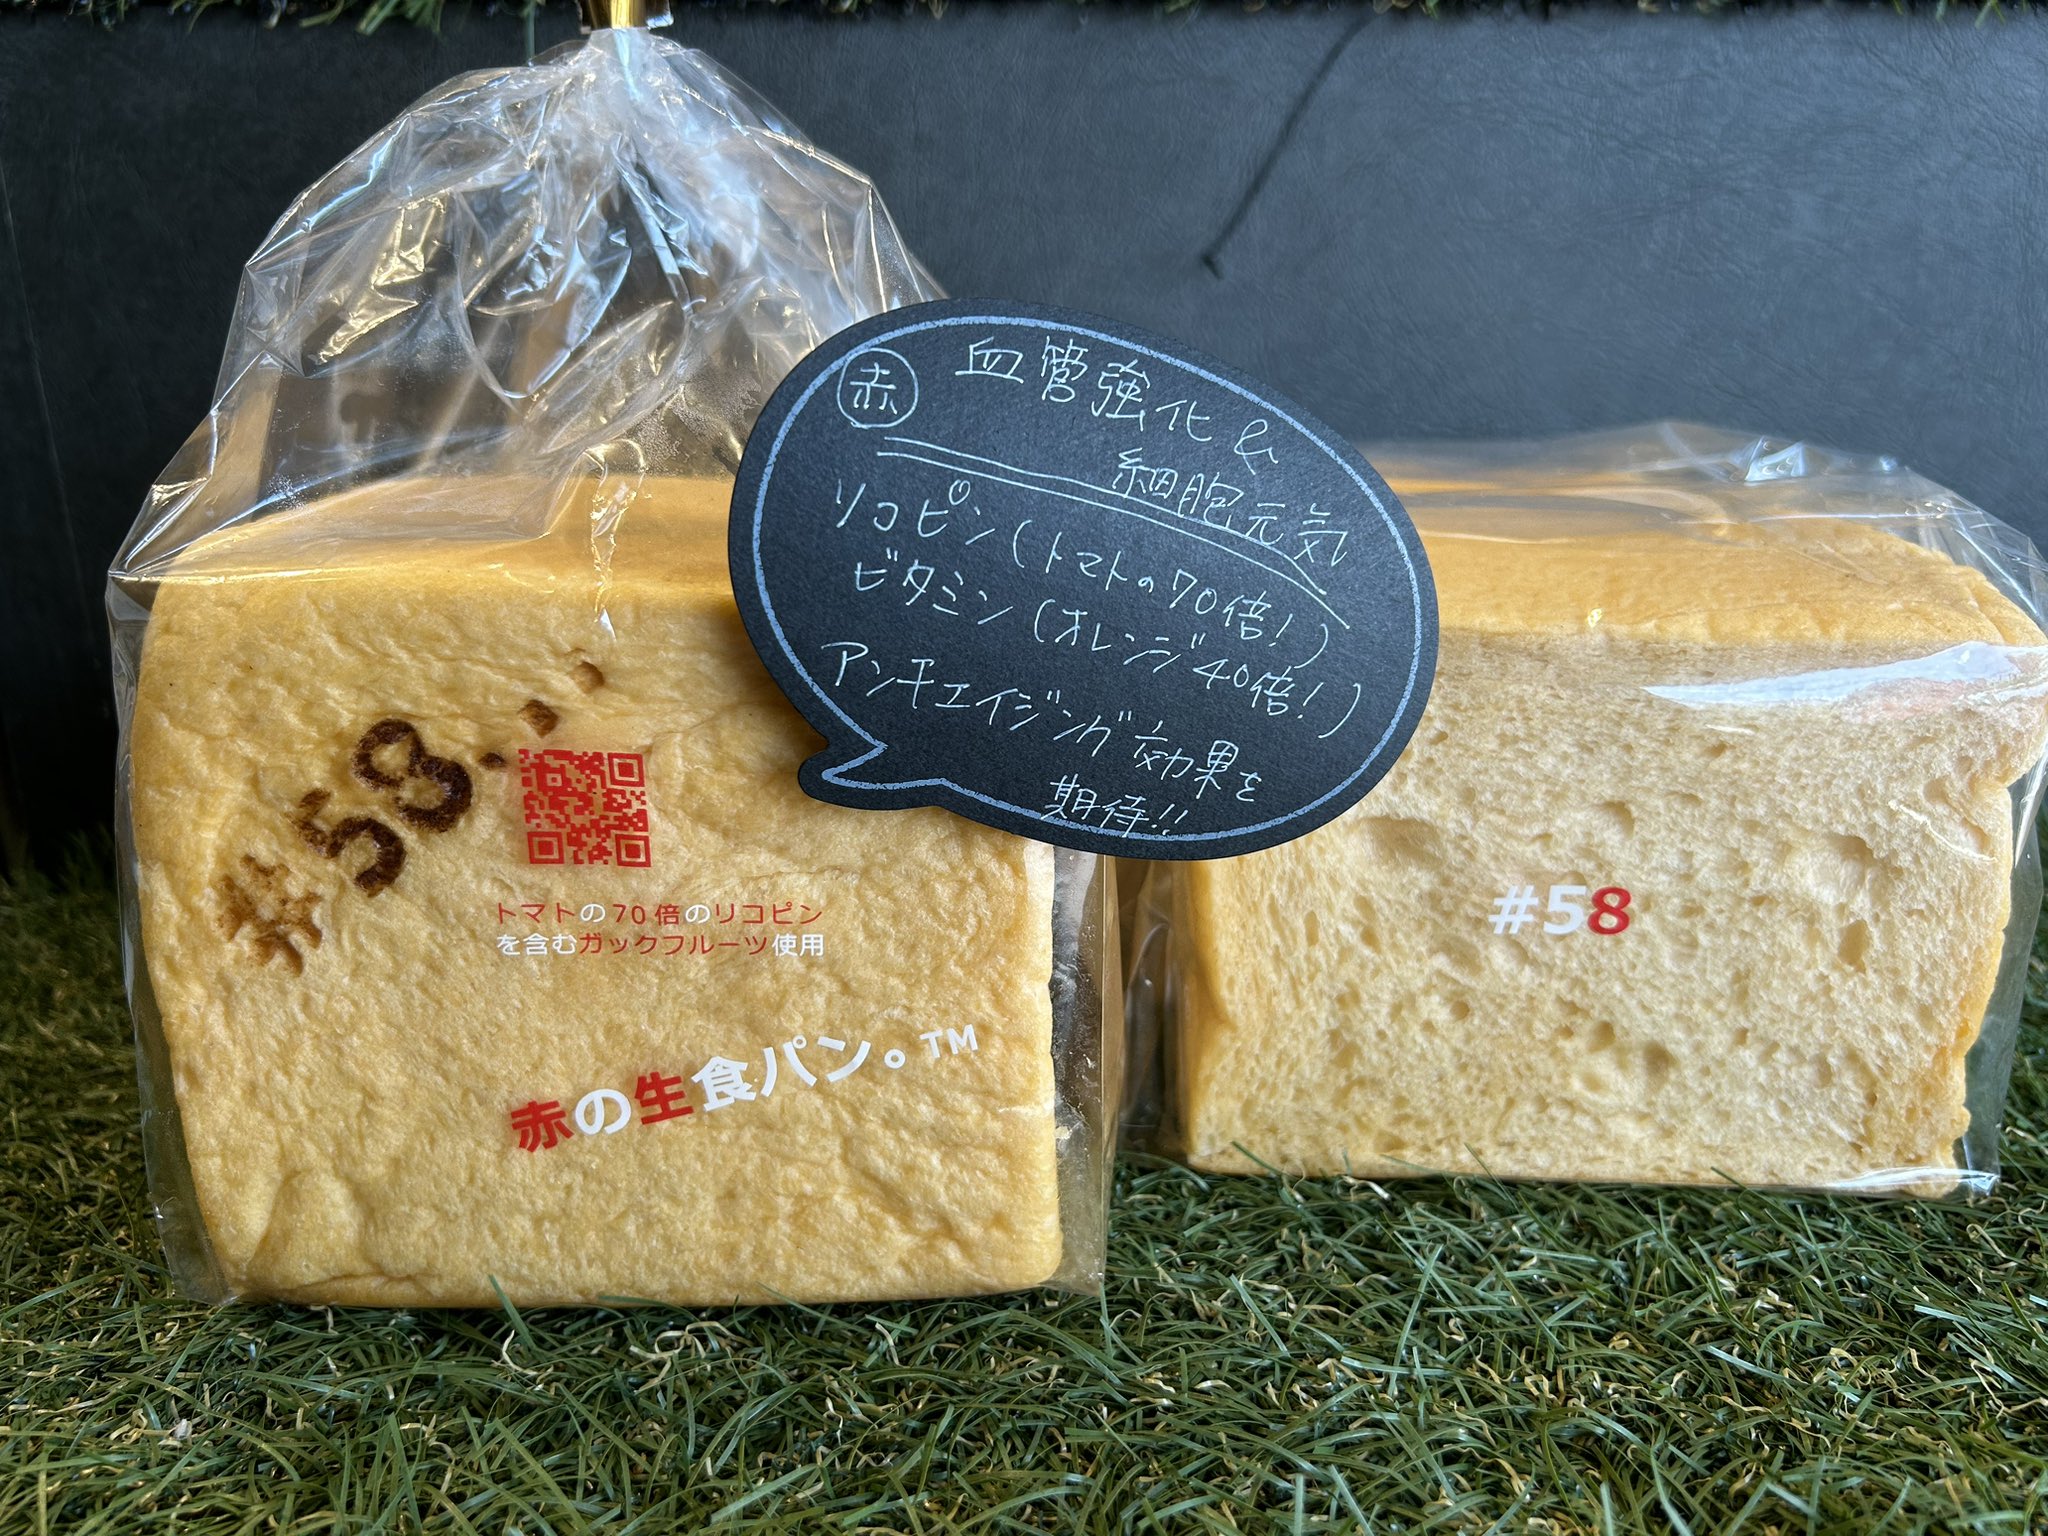 赤 血管強化&
細胞元気
リコピン(トマトの70倍!)
ビタミン(オレンジ40倍!)
アンチエイジング効果を
期待!!
#58.
トマトの70倍のリコピン
を含むガックフルーツ使用
赤の生食パン。TM
#58